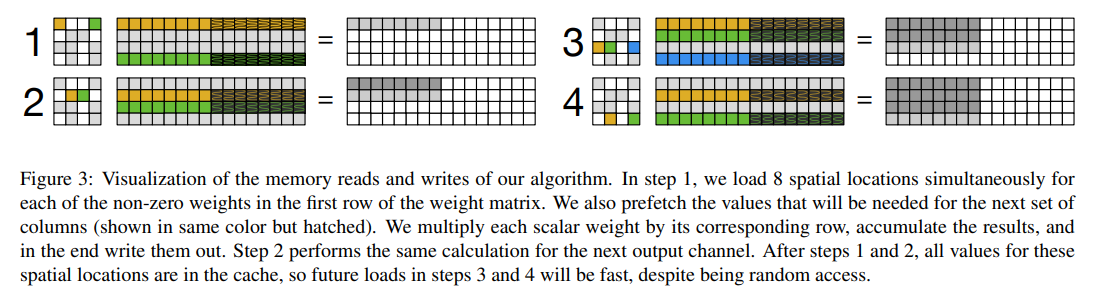 1 = 3 =
2 = 4 =
Figure 3: Visualization of the memory reads and writes of our algorithm. In step 1, we load 8 spatial locations simultaneously for
each of the non-zero weights in the first row of the weight matrix. We also prefetch the values that will be needed for the next set of
columns (shown in same color but hatched). We multiply each scalar weight by its corresponding row, accumulate the results, and
in the end write them out. Step 2 performs the same calculation for the next output channel. After steps 1 and 2, all values for these
spatial locations are in the cache, so future loads in steps 3 and 4 will be fast, despite being random access.